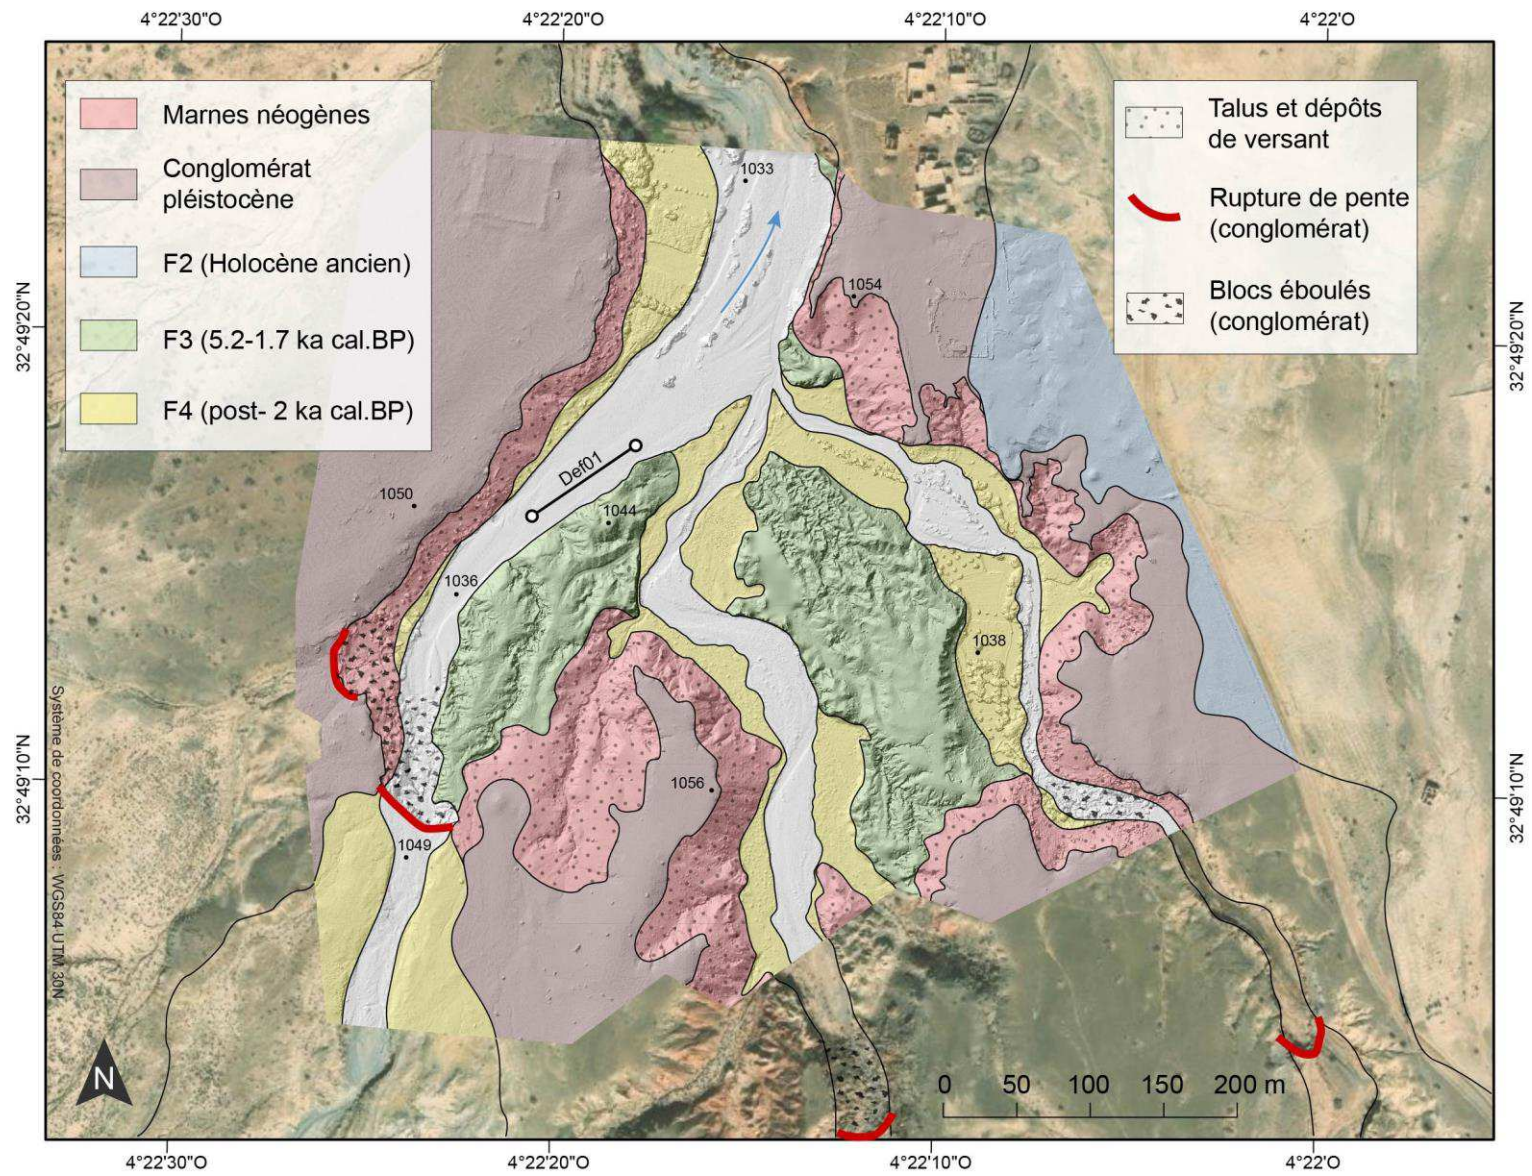 4°22'30"O
4°22'20"O
4°22'10"O
4°22'O
Marnes néogènes
Conglomérat
pléistocène
F2 (Holocène ancien)
F3 (5.2-1.7 ka cal.BP)
F4 (post- 2 ka cal.BP)
Talus et dépôts
de versant
Rupture de pente
(conglomérat)
Blocs éboulés
(conglomérat)
32°49'20"N
32°49'20"N
1033
1054
Def01
1050
1044
1036
1038
1056
1049
32°49'10"N
32°49'10"N
Système de coordonnées : WGS84-UTM 30N
N
0 50 100 150 200 m
4°22'30"O
4°22'20"O
4°22'10"O
4°22'O